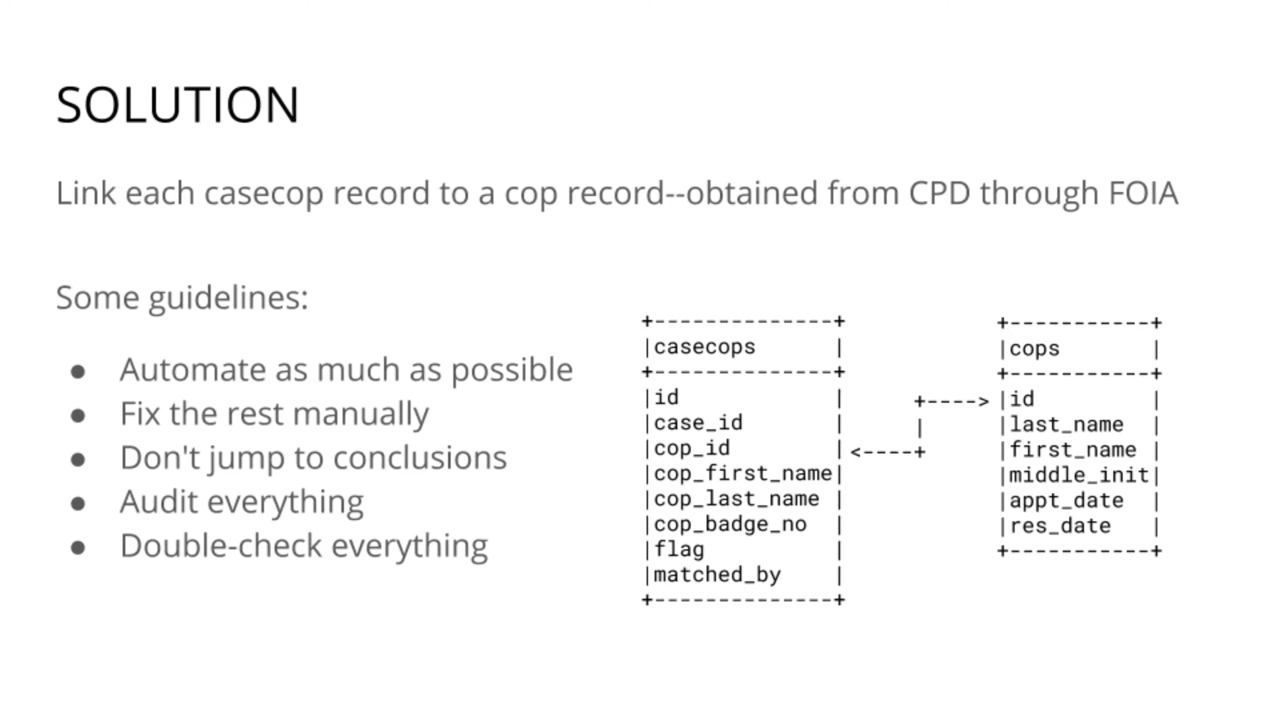 SOLUTION
Link each casecop record to a cop record--obtained from CPD through FOIA
Some guidelines:
● Automate as much as possible
● Fix the rest manually
● Don't jump to conclusions
● Audit everything
● Double-check everything
+--------------+
|casecops      |
+--------------+
|id            |
|case_id       |
|cop_id        |<----+
|cop_first_name|
|cop_last_name |
|cop_badge_no  |
|flag          |
|matched_by    |
+--------------+
+-----------+
|cops       |
+-----------+
+---->|id         |
|     |last_name  |
|first_name |
|middle_init|
|appt_date  |
|res_date   |
+-----------+